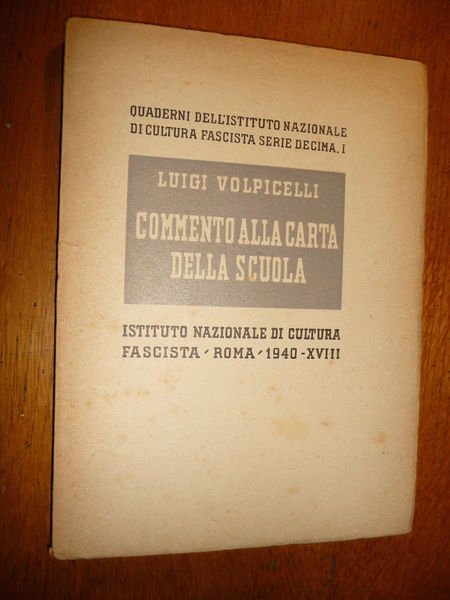 QUADERNI DELL'ISTITUTO NAZIONALE
DI CULTURA FASCISTA SERIE DECIMA, I
LUIGI VOLPICELLI
COMMENTO ALLA CARTA
DELLA SCUOLA
ISTITUTO NAZIONALE DI CULTURA
FASCISTA - ROMA - 1940-XVIII